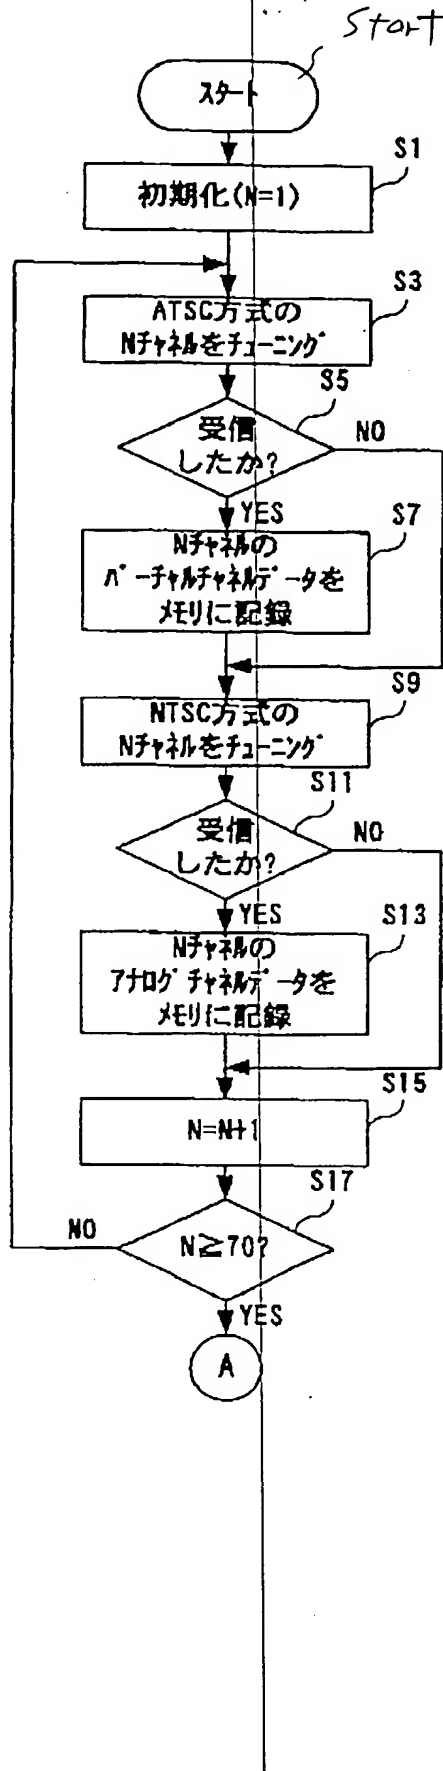 Start
スタート
S1
初期化(N=1)
S3
ATSC方式の
Nチャネルをチューニング
S5
受信
したか?
NO
YES
S7
Nチャネルの
バーチャルチャネルデータを
メモリに記録
S9
NTSC方式の
Nチャネルをチューニング
S11
受信
したか?
NO
YES
S13
Nチャネルの
アナログチャネルデータを
メモリに記録
S15
N=N+1
S17
NO
N≧70?
YES
A